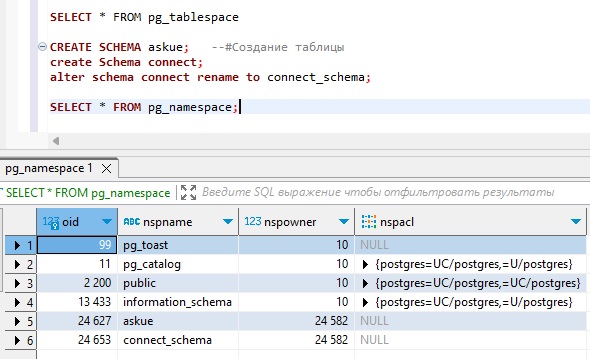 SELECT * FROM pg_tablespace
CREATE SCHEMA askue; --#Создание таблицы
create Schema connect;
alter schema connect rename to connect_schema;
SELECT * FROM pg_namespace;
pg_namespace 1
SELECT * FROM pg_namespace Введите SQL выражение чтобы отфильтровать результаты
123 oid ABC nspname 123 nspowner nspacl
1 99 pg_toast 10 NULL
2 11 pg_catalog 10 {postgres=UC/postgres,=U/postgres}
3 2 200 public 10 {postgres=UC/postgres,=UC/postgres}
4 13 433 information_schema 10 {postgres=UC/postgres,=U/postgres}
5 24 627 askue 24 582 NULL
6 24 653 connect_schema 24 582 NULL